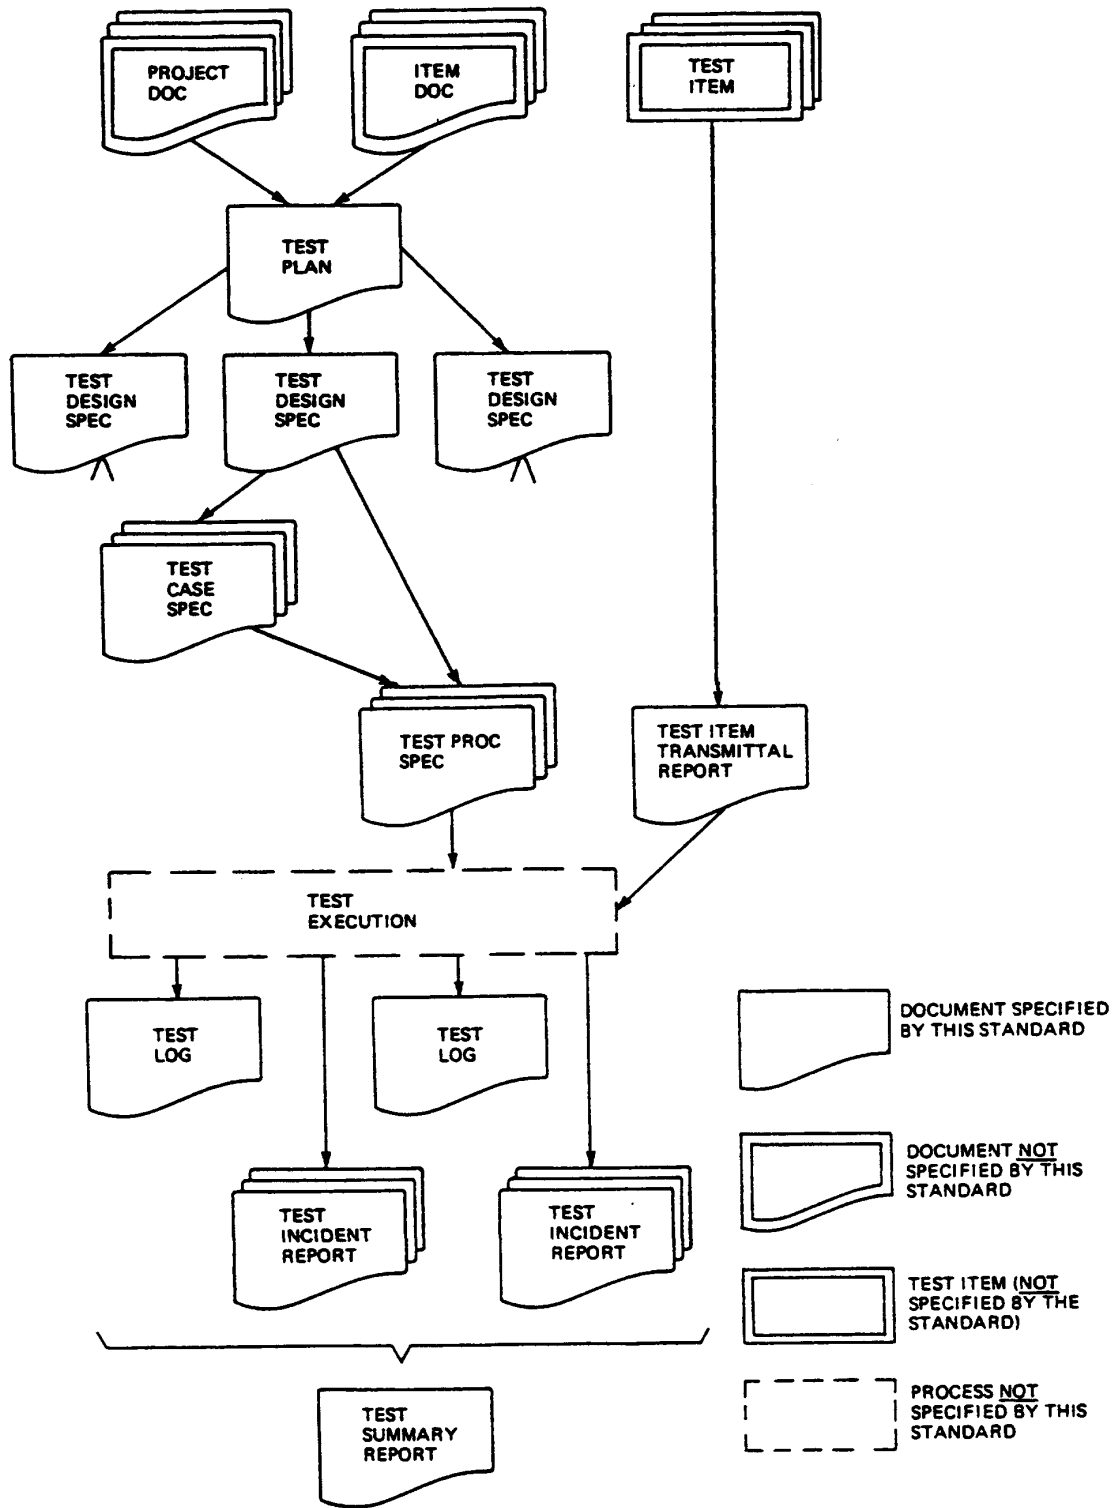 PROJECT
DOC
ITEM
DOC
TEST
ITEM
TEST
PLAN
TEST
DESIGN
SPEC
TEST
DESIGN
SPEC
TEST
DESIGN
SPEC
TEST
CASE
SPEC
TEST PROC
SPEC
TEST ITEM
TRANSMITTAL
REPORT
TEST
EXECUTION
TEST
LOG
TEST
LOG
TEST
INCIDENT
REPORT
TEST
INCIDENT
REPORT
TEST
SUMMARY
REPORT
DOCUMENT SPECIFIED
BY THIS STANDARD
DOCUMENT NOT
SPECIFIED BY THIS
STANDARD
TEST ITEM (NOT
SPECIFIED BY THE
STANDARD)
PROCESS NOT
SPECIFIED BY THIS
STANDARD